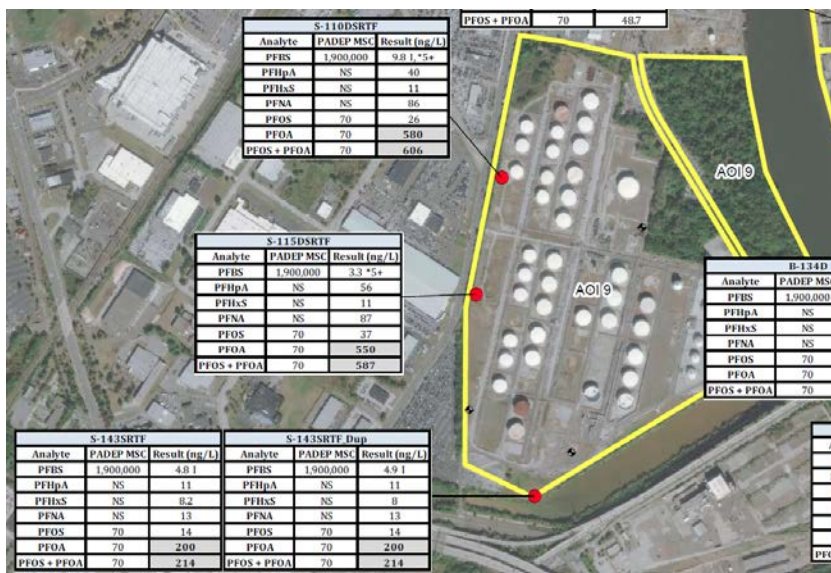 PFOS + PFOA 70 48.7
S-110DSRTF
Analyte PADEP MSC Result (ng/L)
PFBS 1,900,000 9.8 I,*5+
PFHpA NS 40
PFHxS NS 11
PFNA NS 86
PFOS 70 26
PFOA 70 580
PFOS + PFOA 70 606
AOI 9
S-115DSRTF
Analyte PADEP MSC Result (ng/L)
PFBS 1,900,000 3.3 *5+
PFHpA NS 56
PFHxS NS 11
PFNA NS 87
PFOS 70 37
PFOA 70 550
PFOS + PFOA 70 587
AOI 9
B-134D
Analyte PADEP MS
PFBS 1,900,000
PFHpA NS
PFHxS NS
PFNA NS
PFOS 70
PFOA 70
PFOS + PFOA 70
S-143SRTF
Analyte PADEP MSC Result (ng/L)
PFBS 1,900,000 4.8 I
PFHpA NS 11
PFHxS NS 8.2
PFNA NS 13
PFOS 70 14
PFOA 70 200
PFOS + PFOA 70 214
S-143SRTF_Dup
Analyte PADEP MSC Result (ng/L)
PFBS 1,900,000 4.9 I
PFHpA NS 11
PFHxS NS 8
PFNA NS 13
PFOS 70 14
PFOA 70 200
PFOS + PFOA 70 214